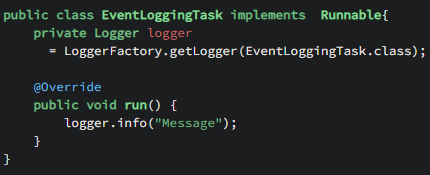 public class EventLoggingTask implements  Runnable{
    private Logger logger
      = LoggerFactory.getLogger(EventLoggingTask.class);

    @Override
    public void run() {
        logger.info("Message");
    }
}